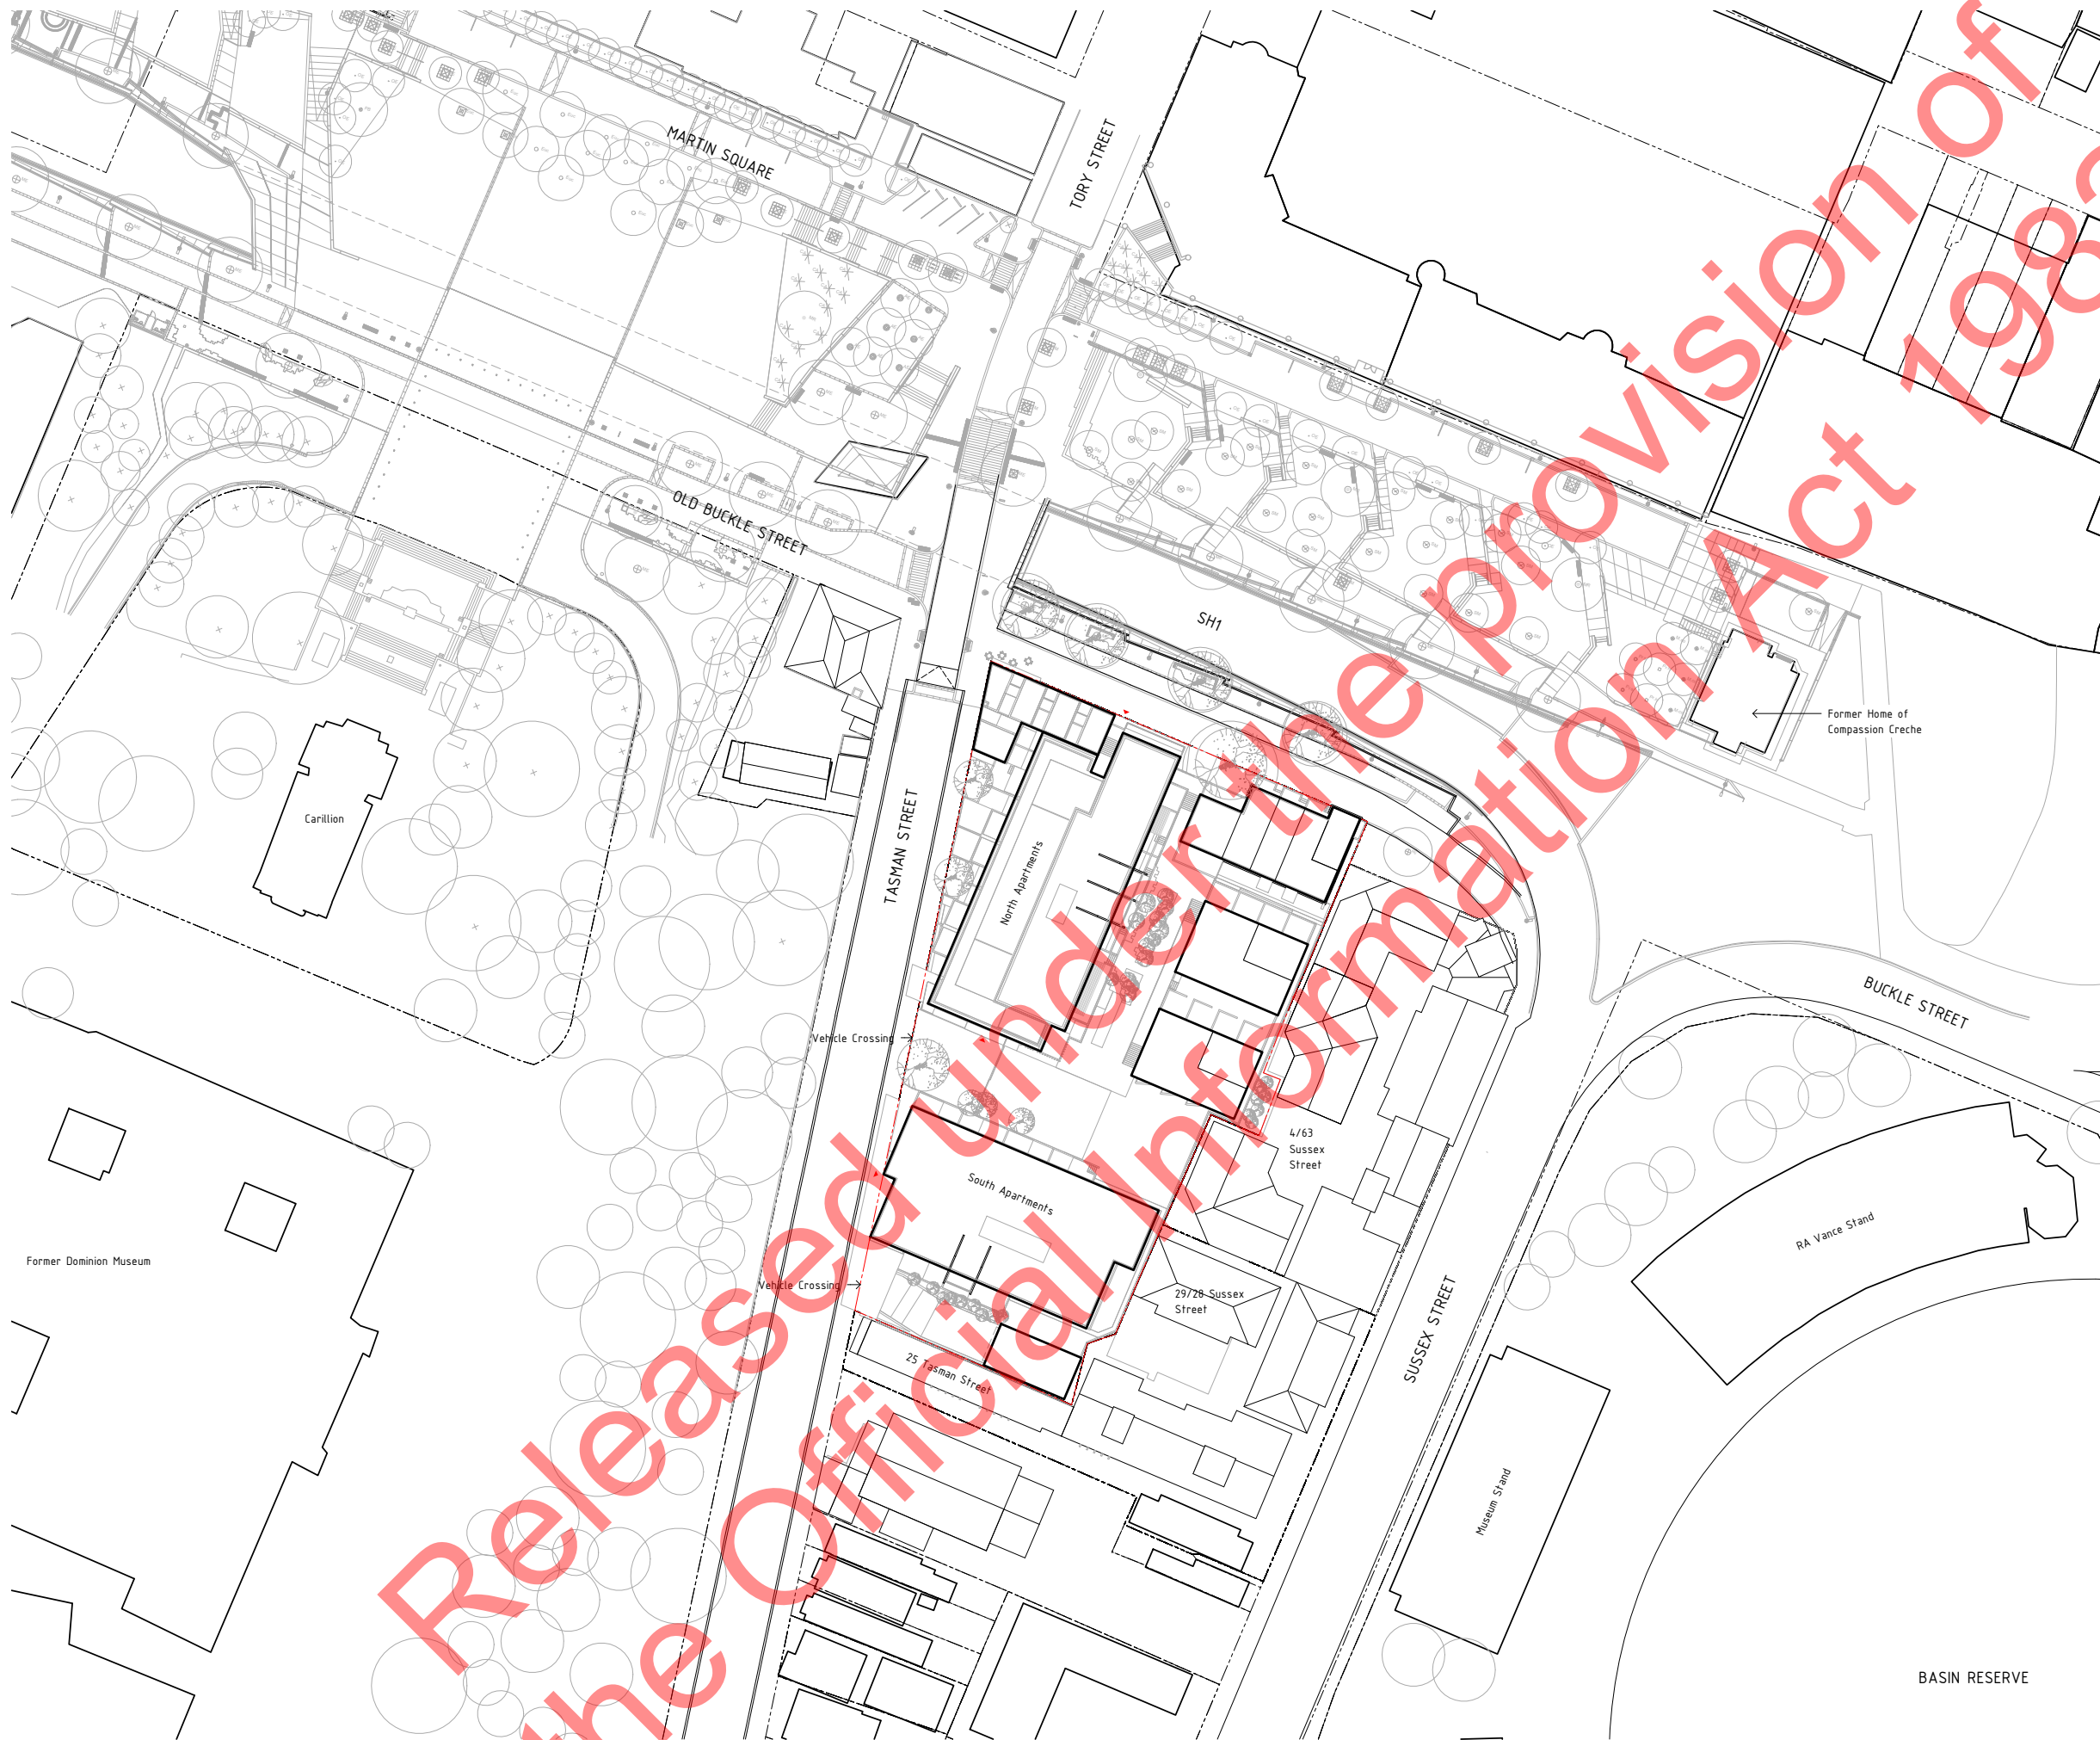 MARTIN SQUARE
TORY STREET
OLD BUCKLE STREET
SH1
Former Home of
Compassion Creche
Carillion
TASMAN STREET
North Apartments
BUCKLE STREET
Vehicle Crossing
4/63
Sussex
Street
South Apartments
RA Vance Stand
Former Dominion Museum
Vehicle Crossing
29/28 Sussex
Street
25 Tasman Street
SUSSEX STREET
Museum Stand
BASIN RESERVE
Released under the provision of
the Official Information Act 198